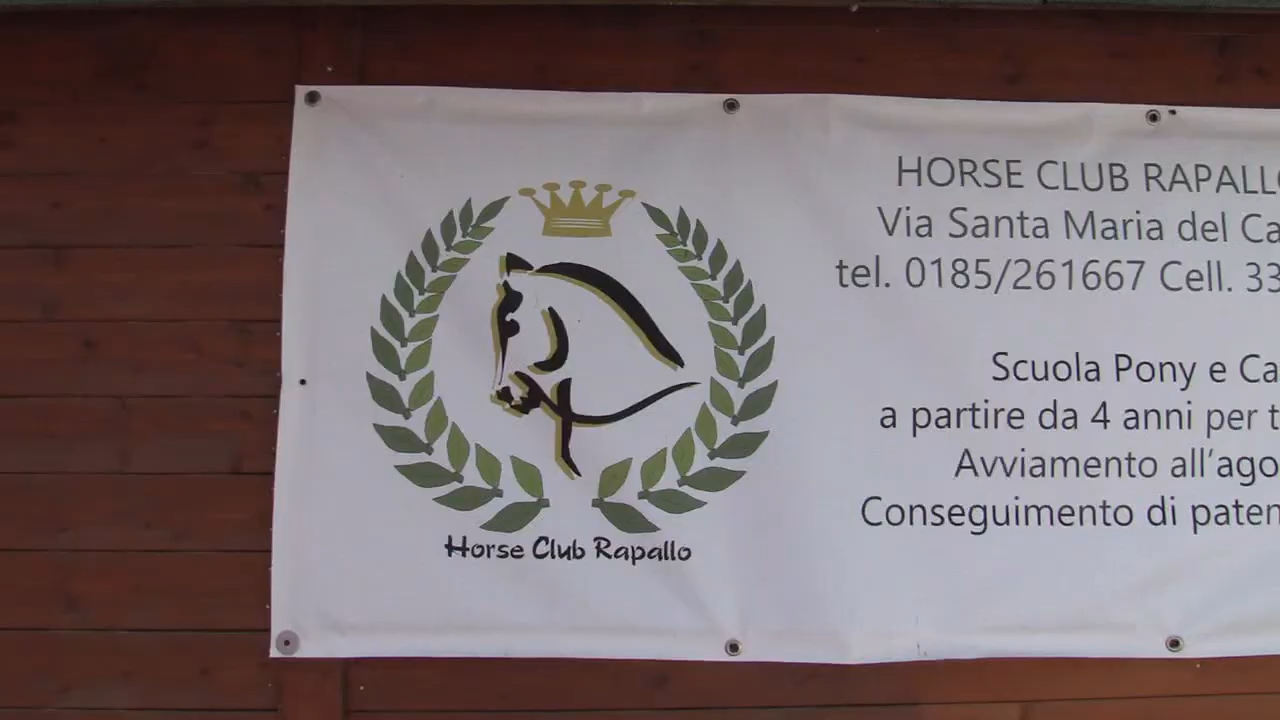 HORSE CLUB RAPALLO
Via Santa Maria del Ca
tel. 0185/261667 Cell. 33
Scuola Pony e Ca
a partire da 4 anni per t
Avviamento all'ago
Conseguimento di paten
Horse Club Rapallo